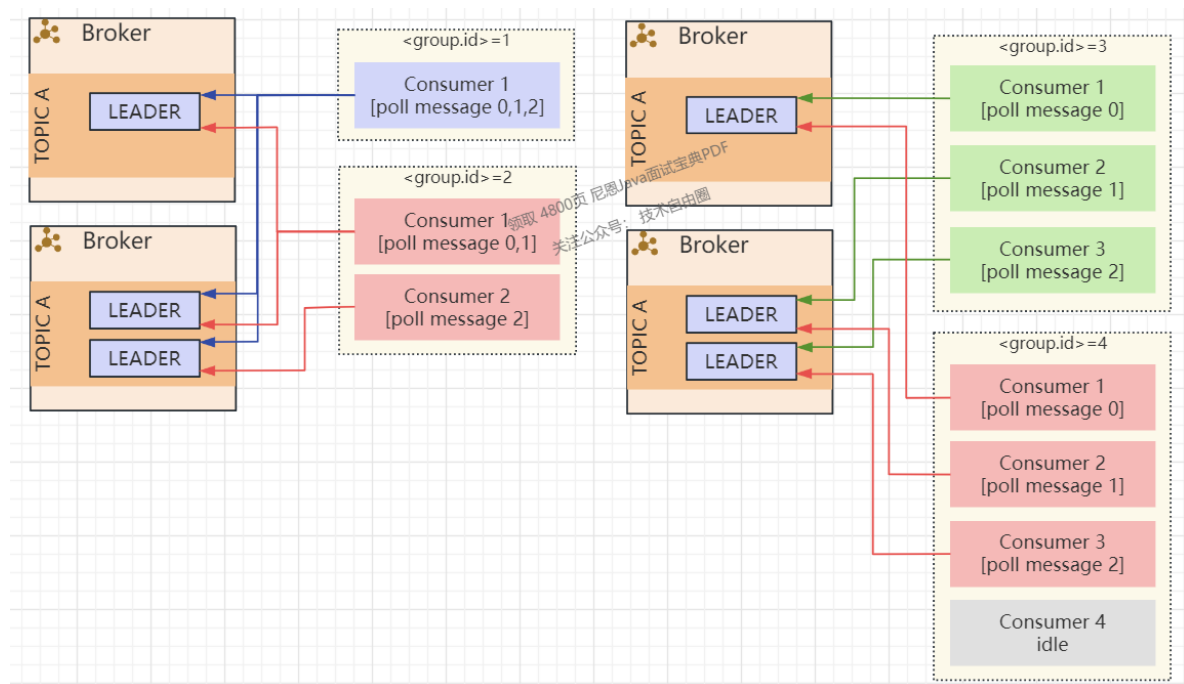 Broker
TOPIC A
LEADER
Broker
TOPIC A
LEADER
LEADER
<group.id>=1
Consumer 1
[poll message 0,1,2]
<group.id>=2
Consumer 1
[poll message 0,1]
Consumer 2
[poll message 2]
领取 4800页 尼恩Java面试宝典PDF
关注公众号： 技术自由圈
Broker
TOPIC A
LEADER
Broker
TOPIC A
LEADER
LEADER
<group.id>=3
Consumer 1
[poll message 0]
Consumer 2
[poll message 1]
Consumer 3
[poll message 2]
<group.id>=4
Consumer 1
[poll message 0]
Consumer 2
[poll message 1]
Consumer 3
[poll message 2]
Consumer 4
idle